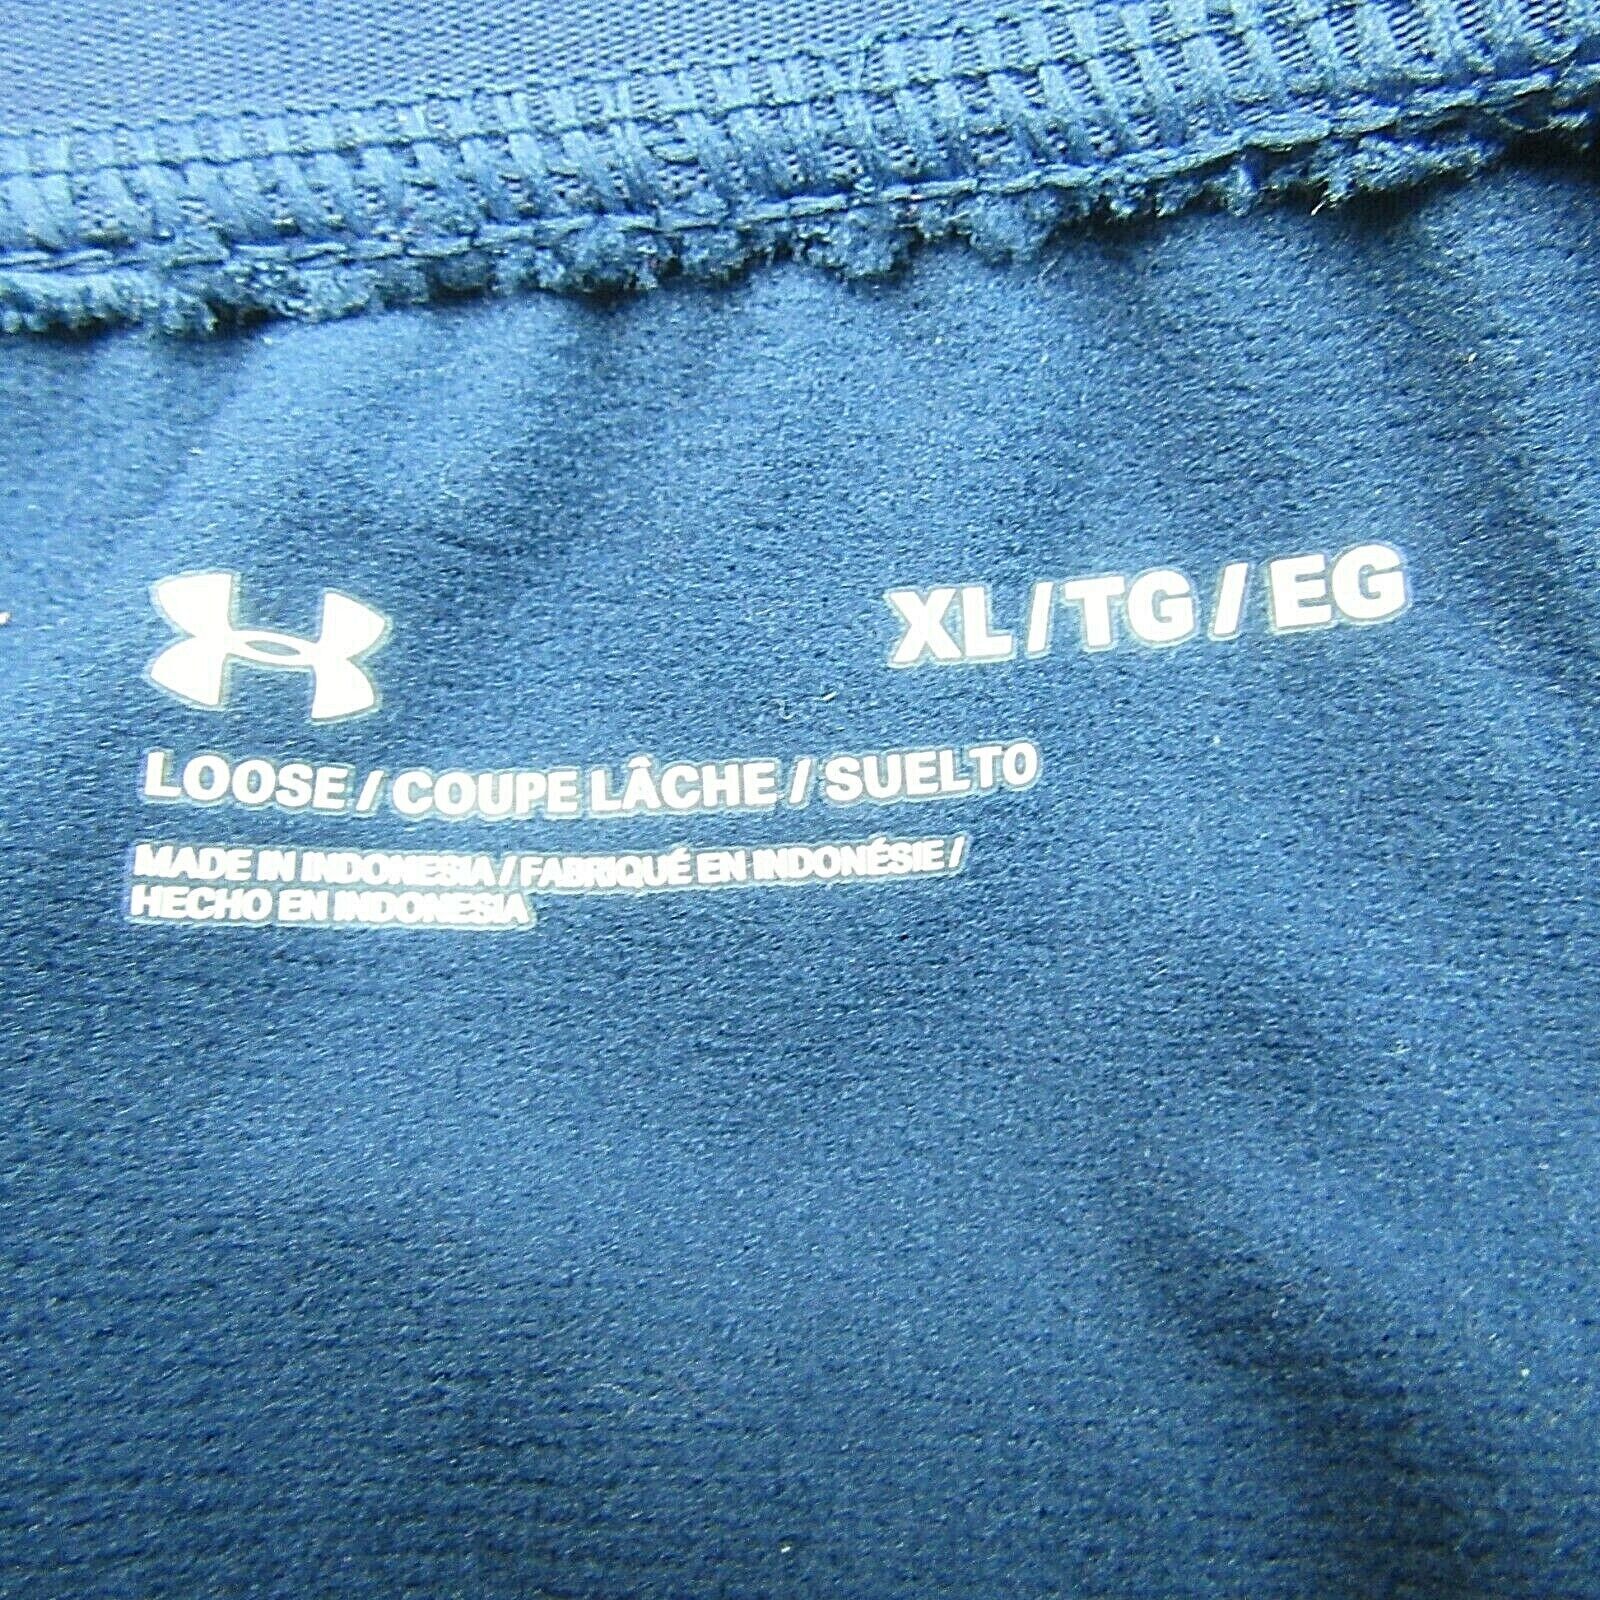 XL/TG/EG
LOOSE/COUPE LÂCHE/SUELTO
MADE IN INDONESIA/FABRIQUÉ EN INDONÉSIE/
HECHO EN INDONESIA